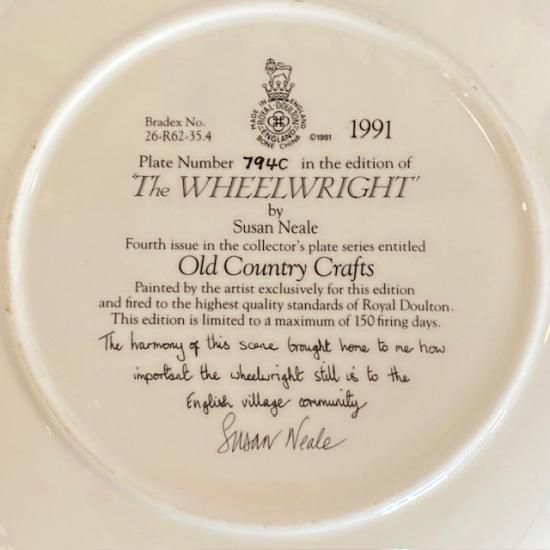 MADE IN ENGLAND
ROYAL DOULTON
ENGLAND
BONE CHINA
Bradex No.
26-R62-35.4
©1991
1991
Plate Number 794C in the edition of
'The WHEELWRIGHT'
by
Susan Neale
Fourth issue in the collector's plate series entitled
Old Country Crafts
Painted by the artist exclusively for this edition
and fired to the highest quality standards of Royal Doulton.
This edition is limited to a maximum of 150 firing days.
The harmony of this scene brought home to me how
important the wheelwright still is to the
English village community
Susan Neale